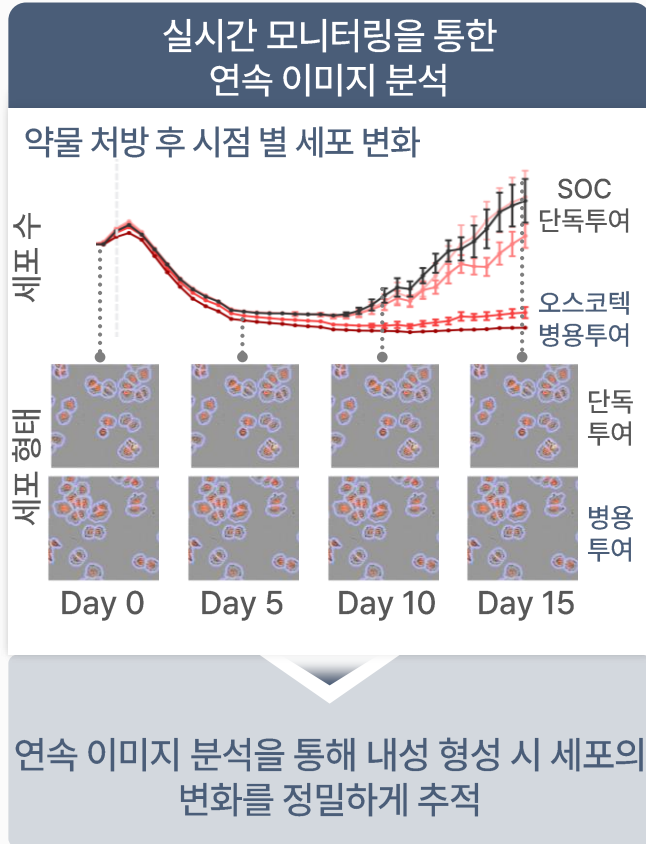 실시간 모니터링을 통한
연속 이미지 분석
약물 처방 후 시점 별 세포 변화
세포 수
SOC
단독투여
오스코텍
병용투여
세포 형태
단독
투여
병용
투여
Day 0 Day 5 Day 10 Day 15
연속 이미지 분석을 통해 내성 형성 시 세포의
변화를 정밀하게 추적